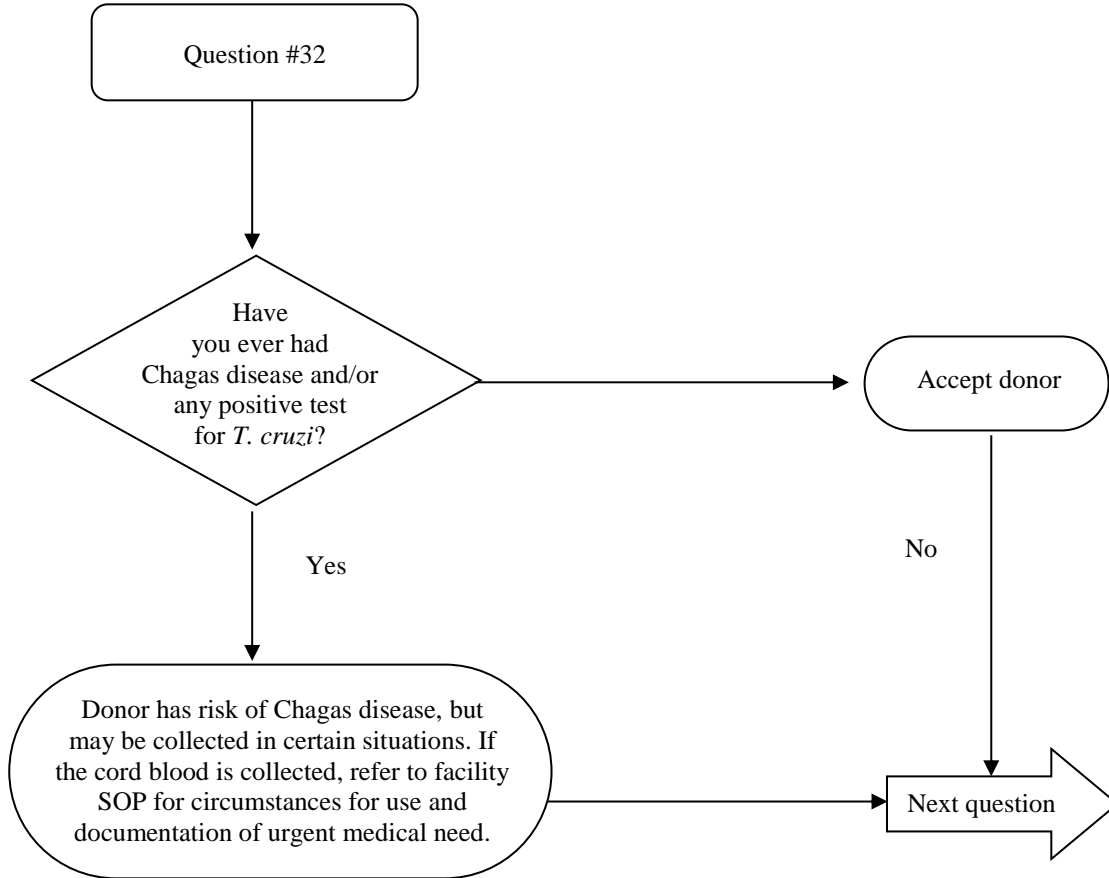 Question #32
Have
you ever had
Chagas disease and/or
any positive test
for T. cruzi?
Accept donor
Yes
No
Donor has risk of Chagas disease, but
may be collected in certain situations. If
the cord blood is collected, refer to facility
SOP for circumstances for use and
documentation of urgent medical need.
Next question